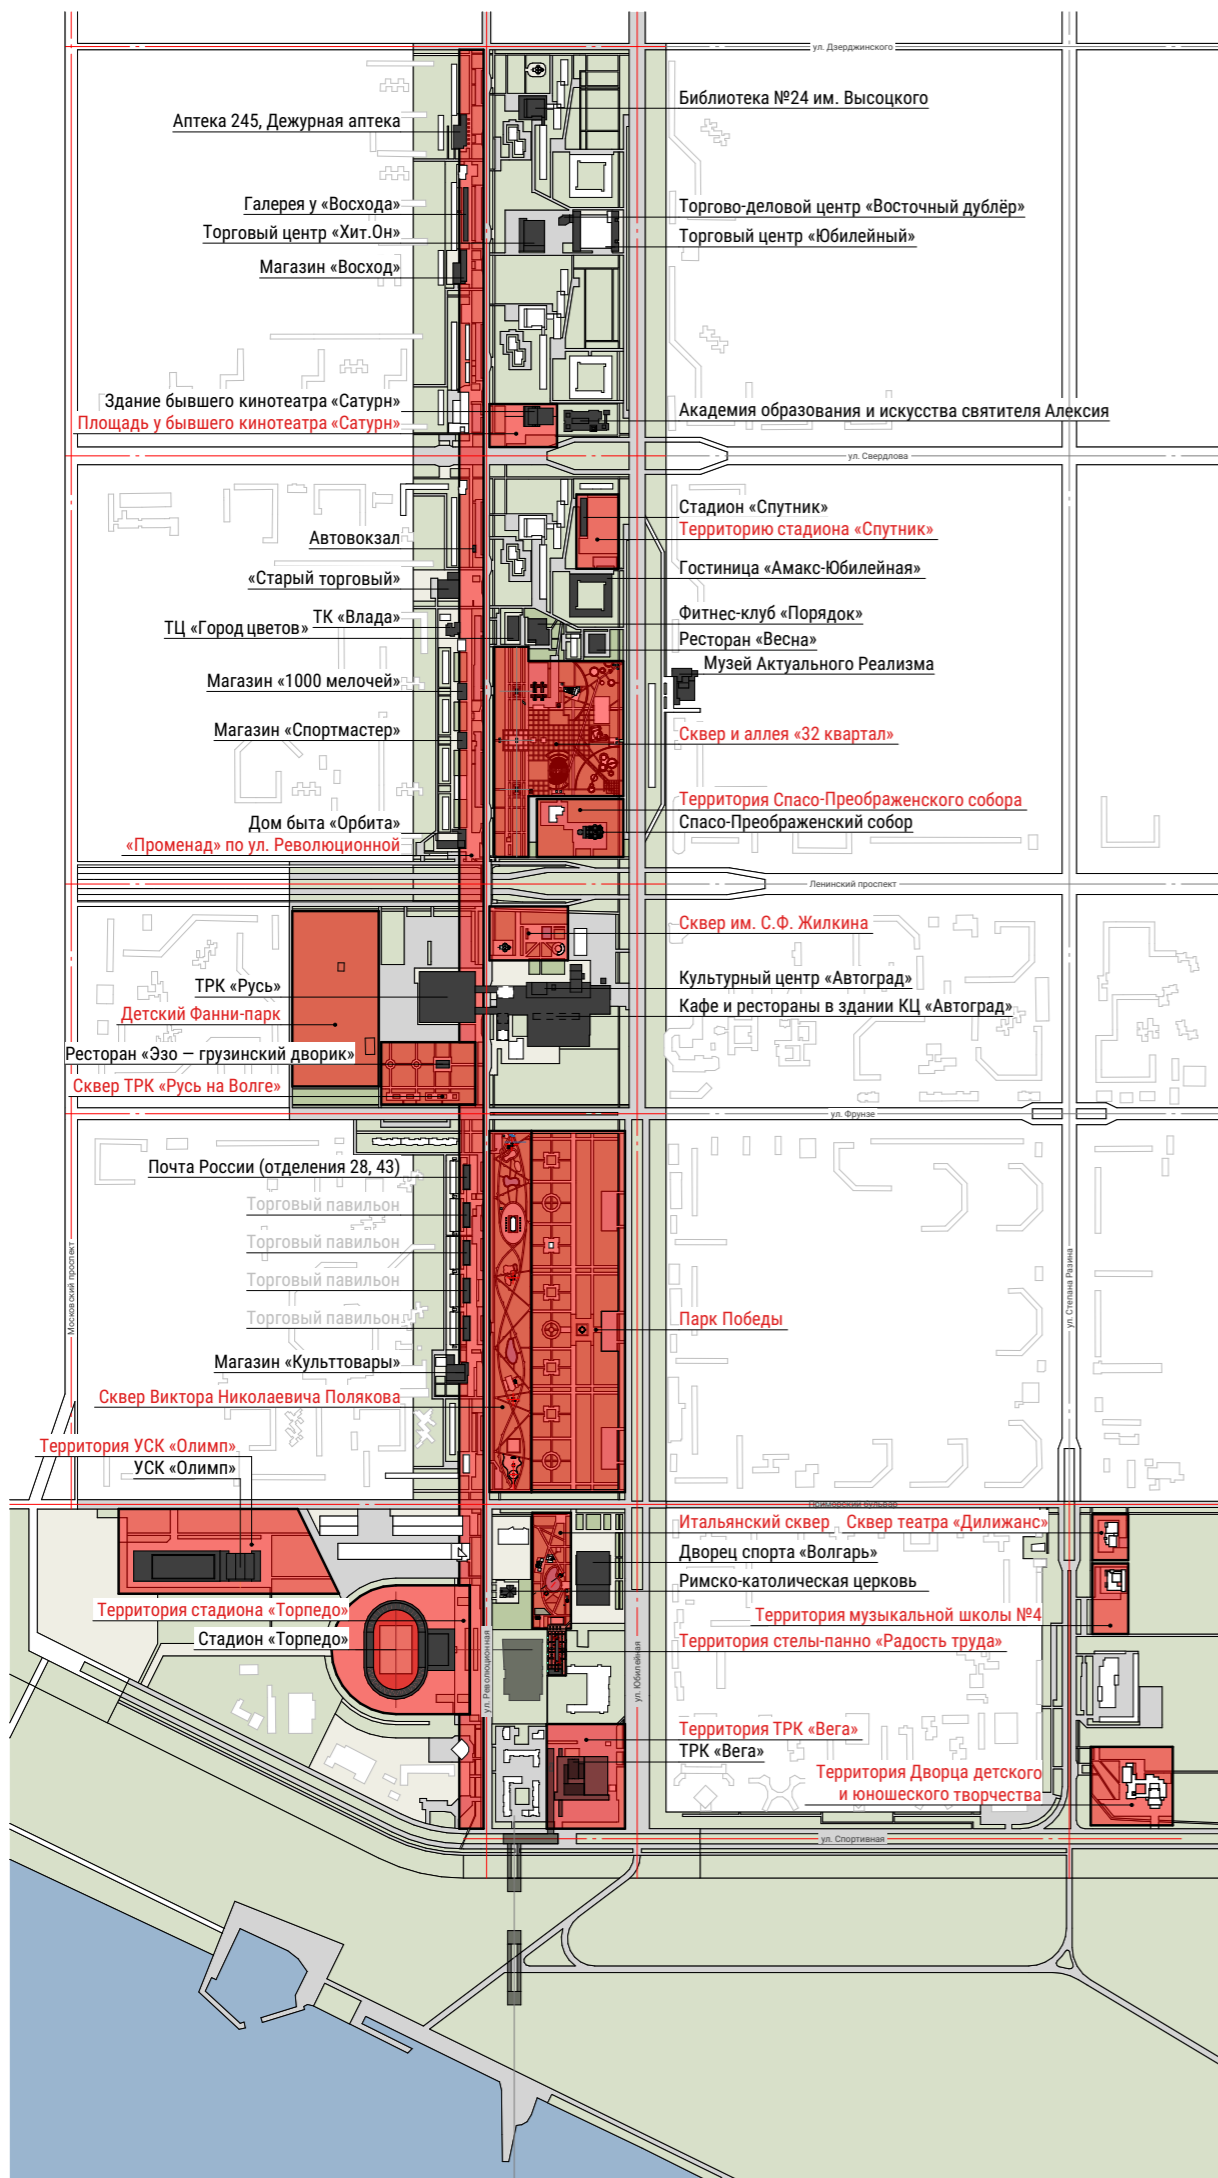 ул. Дзержинского
Библиотека №24 им. Высоцкого
Аптека 245, Дежурная аптека
Галерея у «Восхода»
Торгово-деловой центр «Восточный дублёр»
Торговый центр «Хит.Он»
Торговый центр «Юбилейный»
Магазин «Восход»
Здание бывшего кинотеатра «Сатурн»
Площадь у бывшего кинотеатра «Сатурн»
Академия образования и искусства святителя Алексия
ул. Свердлова
Стадион «Спутник»
Территорию стадиона «Спутник»
Автовокзал
Гостиница «Амакс-Юбилейная»
«Старый торговый»
ТК «Влада»
Фитнес-клуб «Порядок»
ТЦ «Город цветов»
Ресторан «Весна»
Музей Актуального Реализма
Магазин «1000 мелочей»
Магазин «Спортмастер»
Сквер и аллея «32 квартал»
Территория Спасо-Преображенского собора
Спасо-Преображенский собор
Дом быта «Орбита»
«Променад» по ул. Революционной
Ленинский проспект
Сквер им. С.Ф. Жилкина
ТРК «Русь»
Культурный центр «Автоград»
Детский Фанни-парк
Кафе и рестораны в здании КЦ «Автоград»
Ресторан «Эзо — грузинский дворик»
Сквер ТРК «Русь на Волге»
ул. Фрунзе
Почта России (отделения 28, 43)
Торговый павильон
Торговый павильон
Торговый павильон
Торговый павильон
Московский проспект
ул. Степана Разина
Парк Победы
Магазин «Культтовары»
Сквер Виктора Николаевича Полякова
Территория УСК «Олимп»
УСК «Олимп»
Приморский бульвар
Итальянский сквер
Сквер театра «Дилижанс»
Дворец спорта «Волгарь»
Римско-католическая церковь
Территория стадиона «Торпедо»
Территория музыкальной школы №4
Стадион «Торпедо»
Территория стелы-панно «Радость труда»
ул. Революционная
ул. Юбилейная
Территория ТРК «Вега»
ТРК «Вега»
Территория Дворца детского
и юношеского творчества
ул. Спортивная